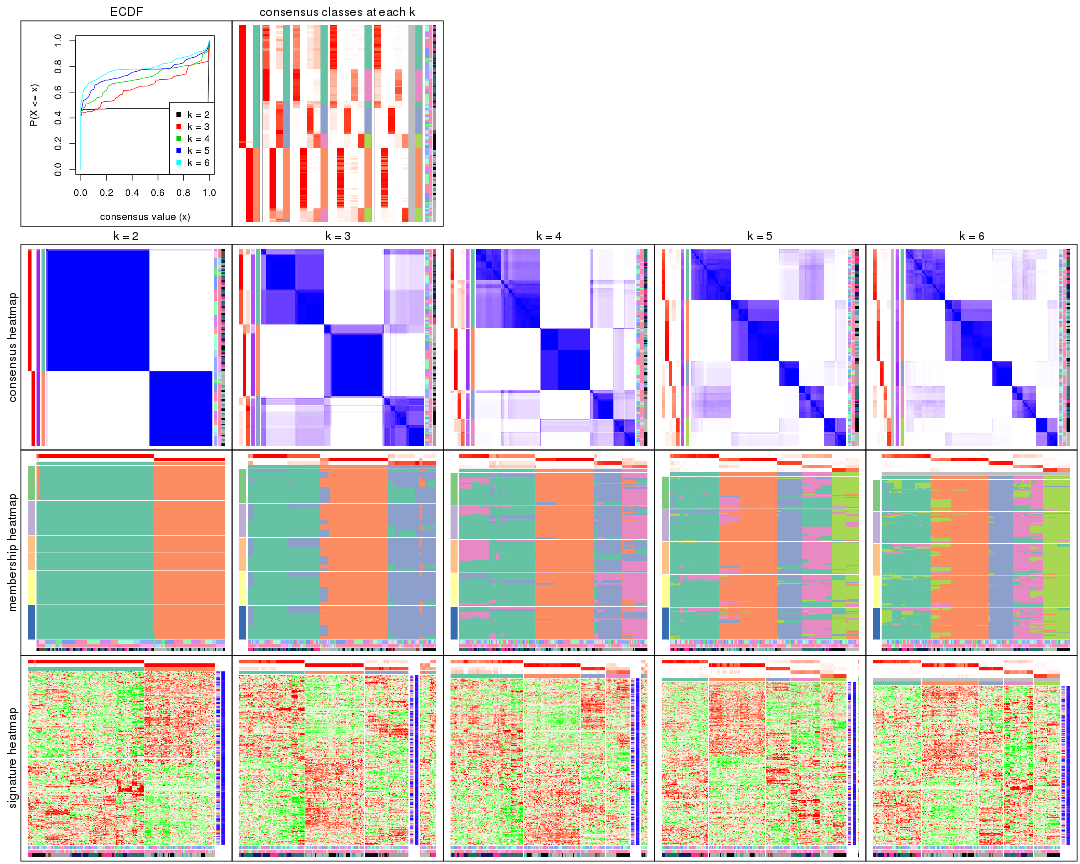 ECDF
consensus classes at each k
P(X <= x)
0.0 0.2 0.4 0.6 0.8 1.0
k = 2
k = 3
k = 4
k = 5
k = 6
0.0 0.2 0.4 0.6 0.8 1.0
consensus value (x)
k = 2 k = 3 k = 4 k = 5 k = 6
consensus heatmap
membership heatmap
signature heatmap